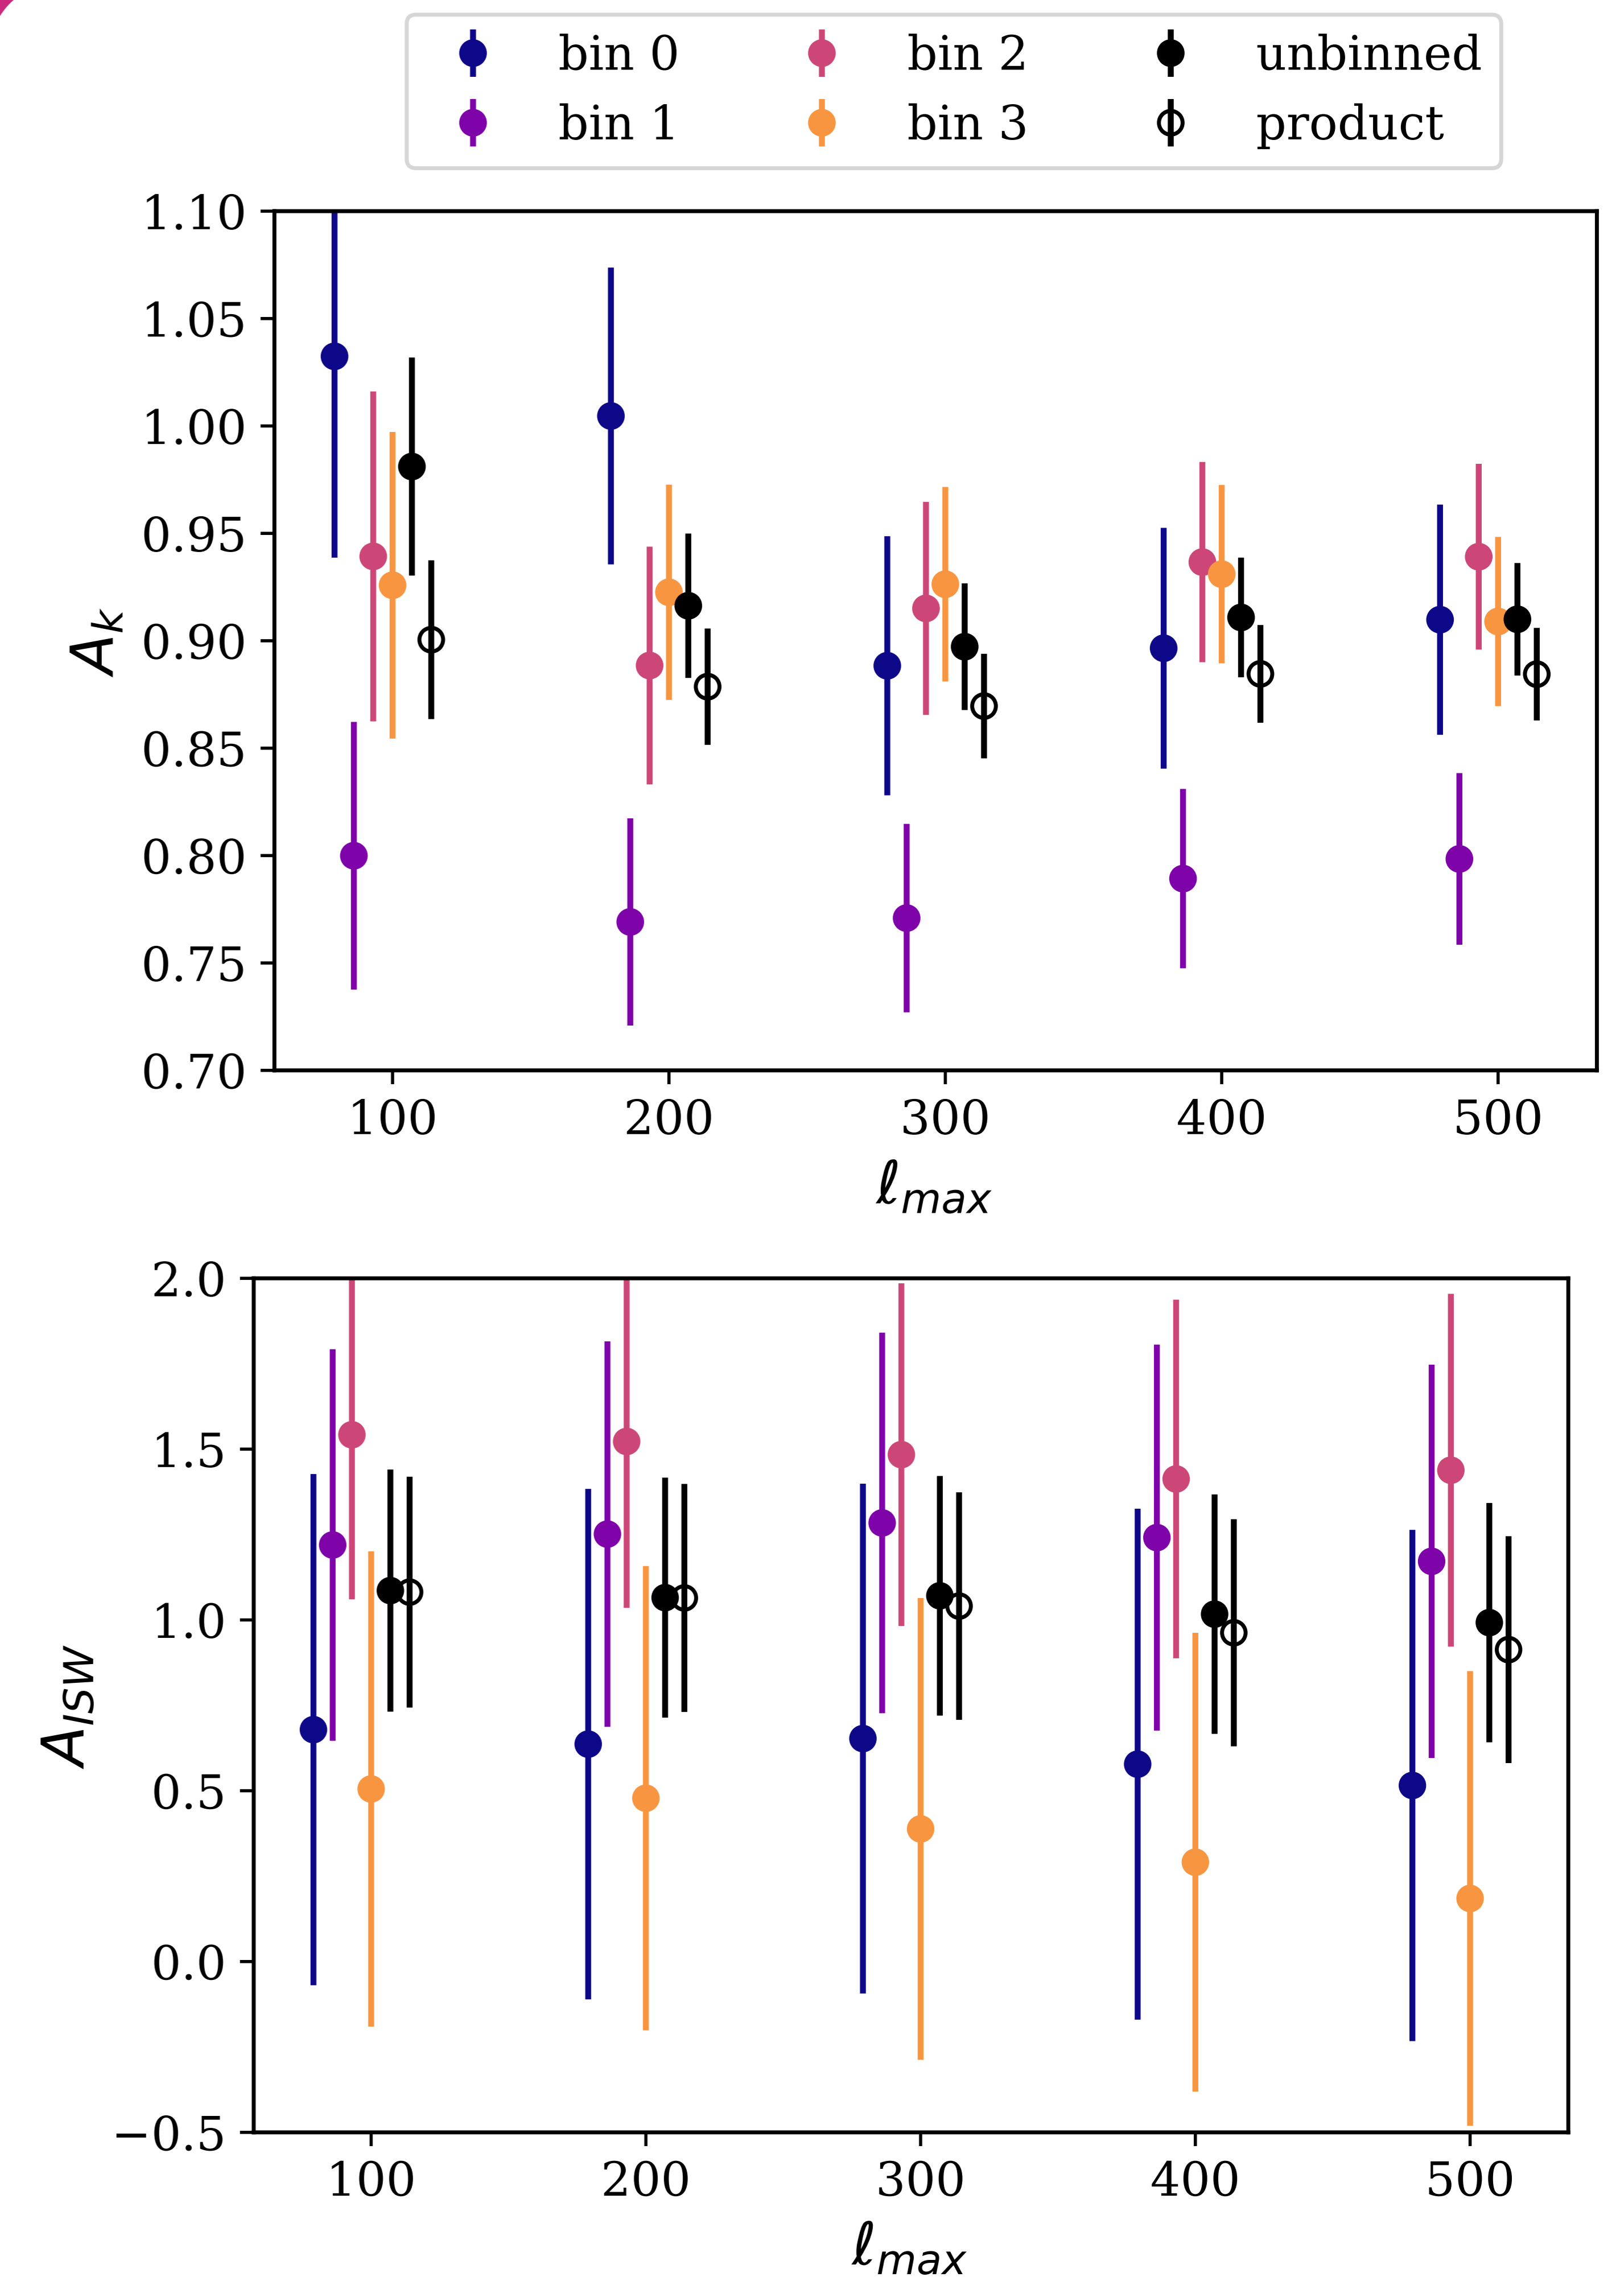 bin 0 bin 2 unbinned
bin 1 bin 3 product
1.10
1.05
1.00
0.95
0.90
0.85
0.80
0.75
0.70
A_k
100 200 300 400 500
ℓ_max
2.0
1.5
1.0
0.5
0.0
−0.5
A_ISW
100 200 300 400 500
ℓ_max